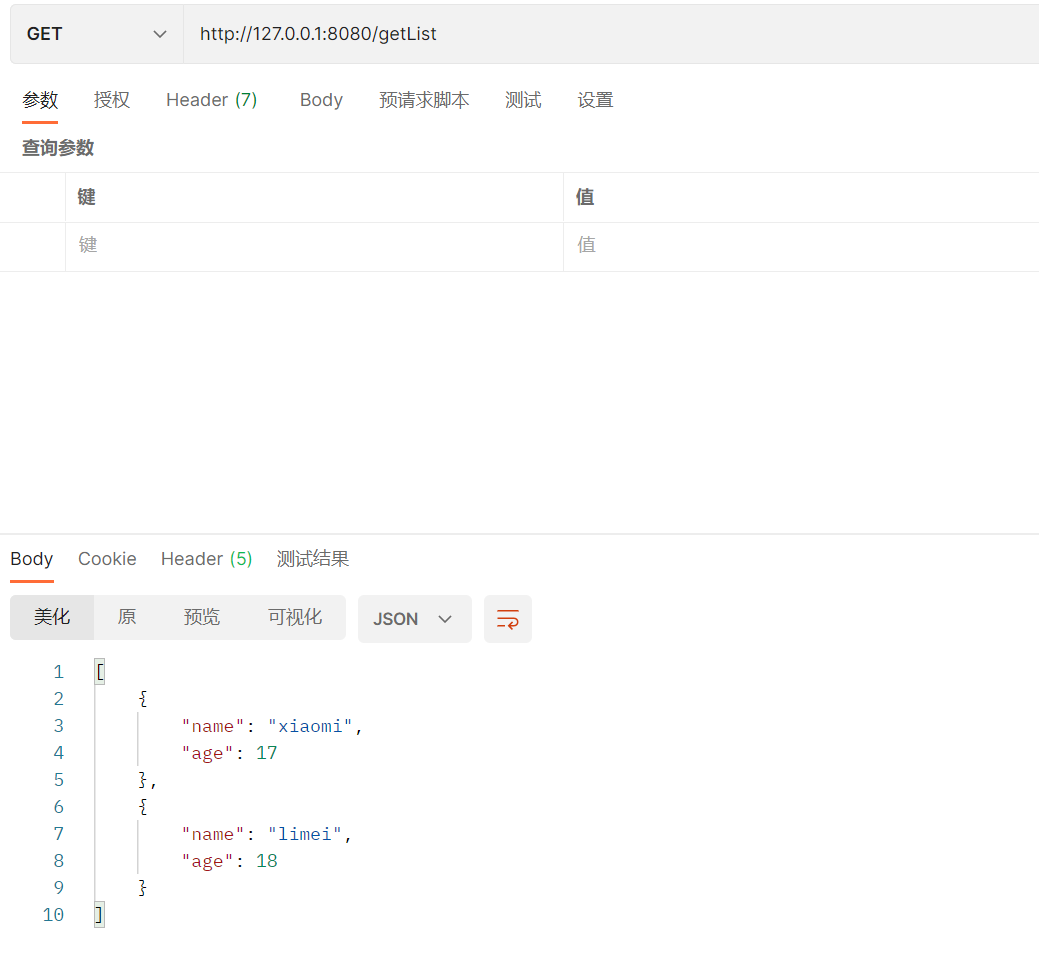 GET http://127.0.0.1:8080/getList
参数 授权 Header (7) Body 预请求脚本 测试 设置
查询参数
键 值
键 值
Body Cookie Header (5) 测试结果
美化 原 预览 可视化 JSON
1 [
2 {
3 "name": "xiaomi",
4 "age": 17
5 },
6 {
7 "name": "limei",
8 "age": 18
9 }
10 ]